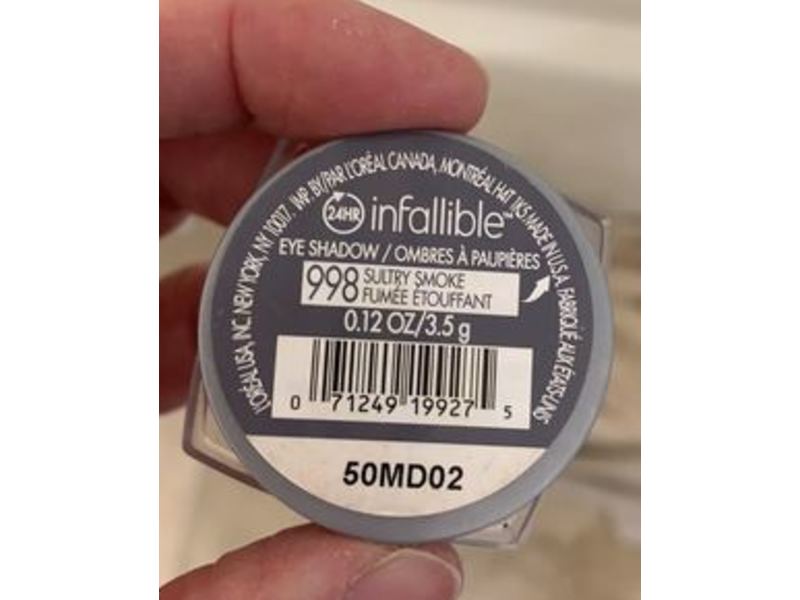 L'ORÉAL USA, INC. NEW YORK, NY 10017. IMP. BY/PAR L'ORÉAL CANADA, MONTRÉAL H4T 1K5 MADE IN U.S.A. FABRIQUÉ AUX ÉTATS-UNIS
24HR infallible™
EYE SHADOW / OMBRES À PAUPIÈRES
998 SULTRY SMOKE
FUMÉE ETOUFFANT
0.12 OZ/3.5 g
0 71249 19927 5
50MD02